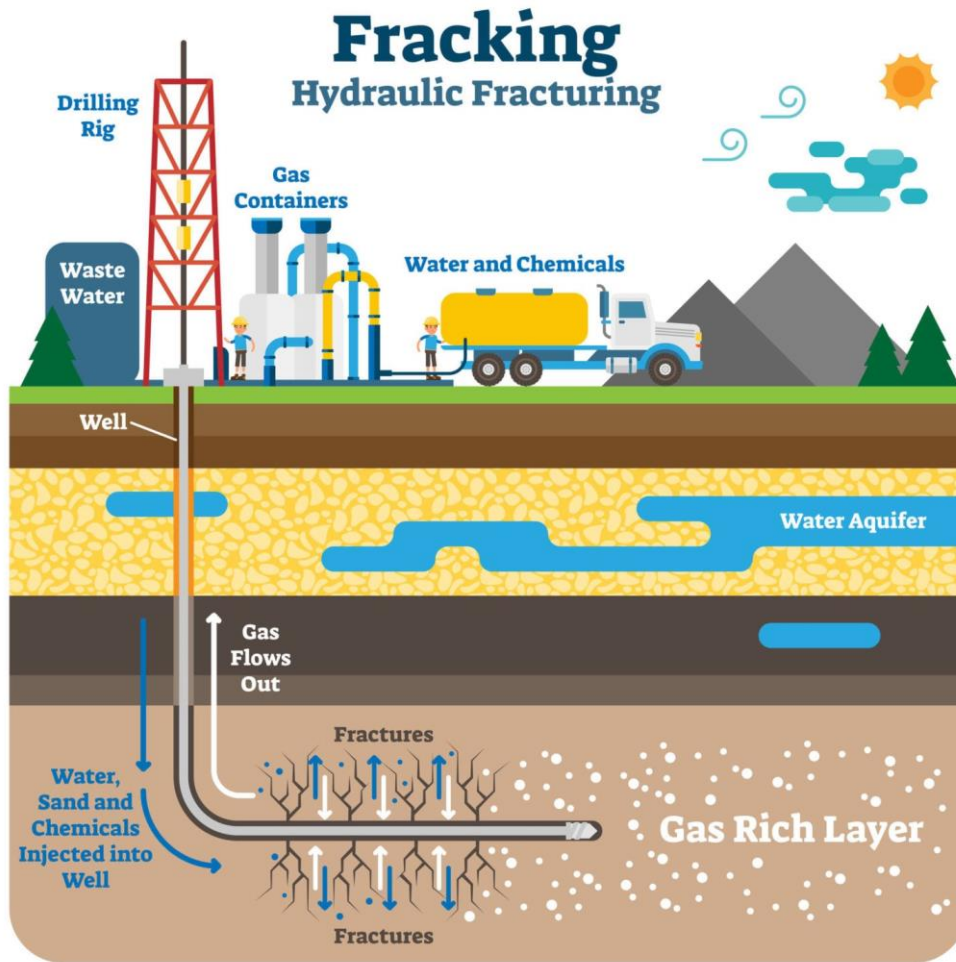 Fracking
Hydraulic Fracturing
Drilling
Rig
Gas
Containers
Water and Chemicals
Waste
Water
Well
Water Aquifer
Gas
Flows
Out
Fractures
Water,
Sand and
Chemicals
Injected into
Well
Gas Rich Layer
Fractures